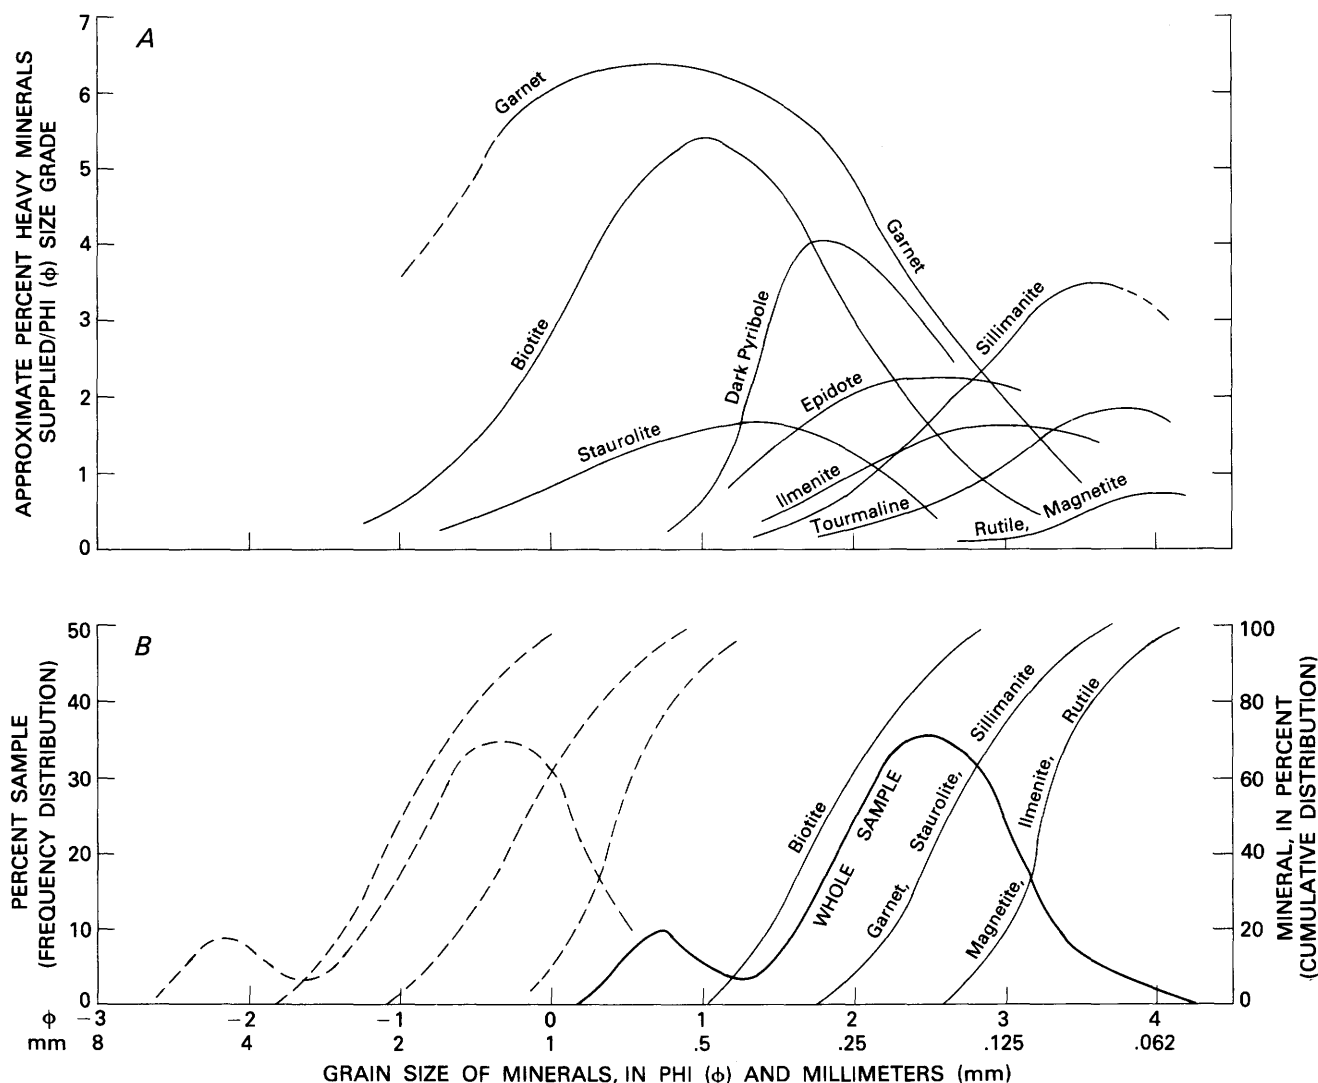 A
APPROXIMATE PERCENT HEAVY MINERALS
SUPPLIED/PHI (ϕ) SIZE GRADE
7
6
5
4
3
2
1
0
Garnet
Biotite
Staurolite
Dark Pyribole
Epidote
Ilmenite
Tourmaline
Garnet
Sillimanite
Rutile, Magnetite
B
PERCENT SAMPLE
(FREQUENCY DISTRIBUTION)
50
40
30
20
10
0
Biotite
WHOLE SAMPLE
Garnet, Staurolite, Sillimanite
Magnetite, Ilmenite, Rutile
100
80
60
40
20
0
MINERAL, IN PERCENT
(CUMULATIVE DISTRIBUTION)
ϕ −3 −2 −1 0 1 2 3 4
mm 8 4 2 1 .5 .25 .125 .062
GRAIN SIZE OF MINERALS, IN PHI (ϕ) AND MILLIMETERS (mm)